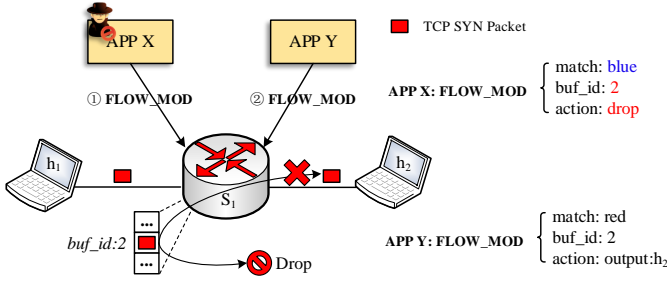 APP X
APP Y
TCP SYN Packet
① FLOW_MOD
② FLOW_MOD
APP X: FLOW_MOD
match: blue
buf_id: 2
action: drop
h1
S1
h2
...
buf_id:2
...
Drop
APP Y: FLOW_MOD
match: red
buf_id: 2
action: output:h2